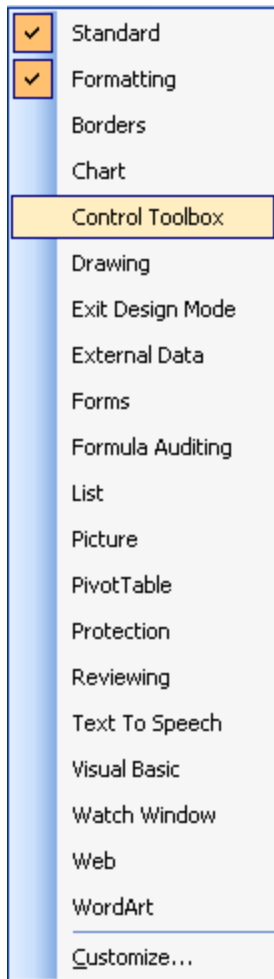 Standard
Formatting
Borders
Chart
Control Toolbox
Drawing
Exit Design Mode
External Data
Forms
Formula Auditing
List
Picture
PivotTable
Protection
Reviewing
Text To Speech
Visual Basic
Watch Window
Web
WordArt
Customize...